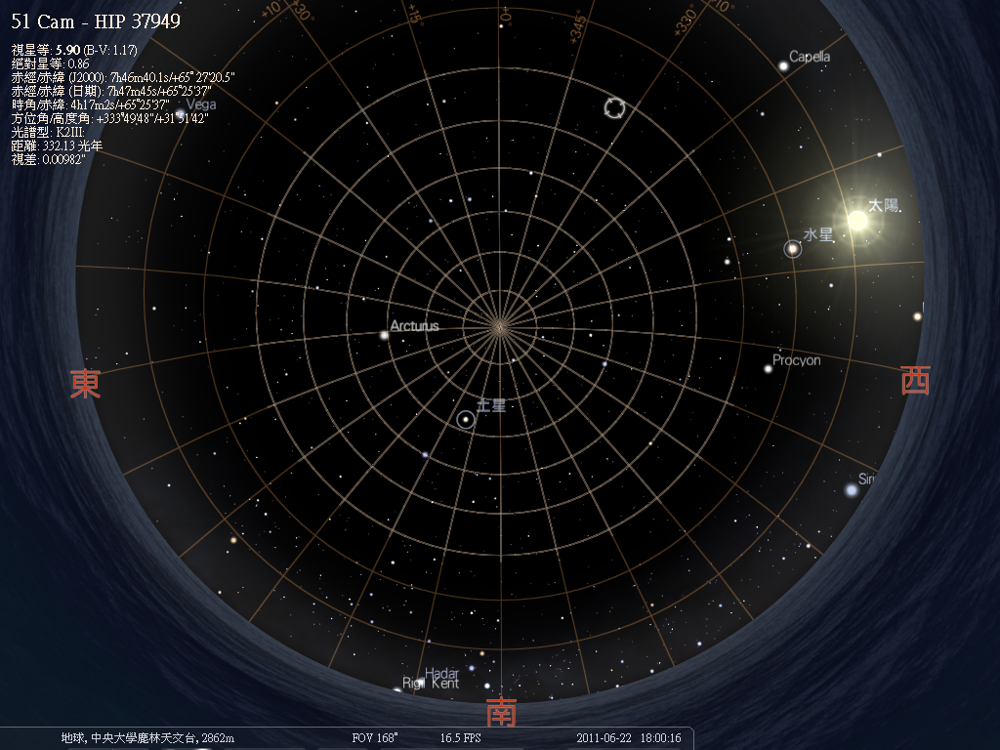 51 Cam - HIP 37949
視星等: 5.90 (B-V: 1.17)
絕對星等: 0.86
赤經/赤緯 (J2000): 7h46m40.1s/+65°27'20.5"
赤經/赤緯 (日期): 7h47m45s/+65°25'37"
時角/赤緯: 4h17m2s/+65°25'37"
方位角/高度角: +333°49'48"/+31°51'42"
光譜型: K2III:
距離: 332.13 光年
視差: 0.00982"
Vega
+10°
+30°
+15°
+0°
+345°
+330°
+10°
Capella
太陽
水星
Arcturus
Procyon
東
西
土星
Siri
Hadar
Rigil Kent
南
地球, 中央大學鹿林天文台, 2862m
FOV 168°
16.5 FPS
2011-06-22 18:00:16